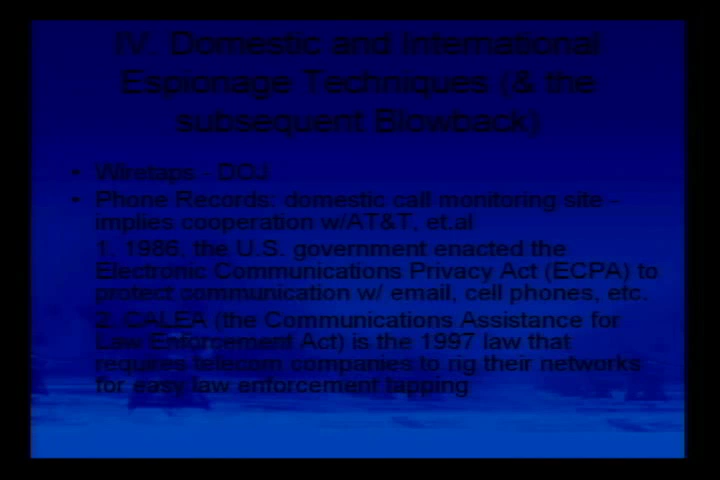 IV. Domestic and International
Espionage Techniques (& the
subsequent Blowback)
• Wiretaps - DOJ
• Phone Records: domestic call monitoring site -
implies cooperation w/AT&T, et.al
1. 1986, the U.S. government enacted the
Electronic Communications Privacy Act (ECPA) to
protect communication w/ email, cell phones, etc.
2. CALEA (the Communications Assistance for
Law Enforcement Act) is the 1997 law that
requires telecom companies to rig their networks
for easy law enforcement tapping